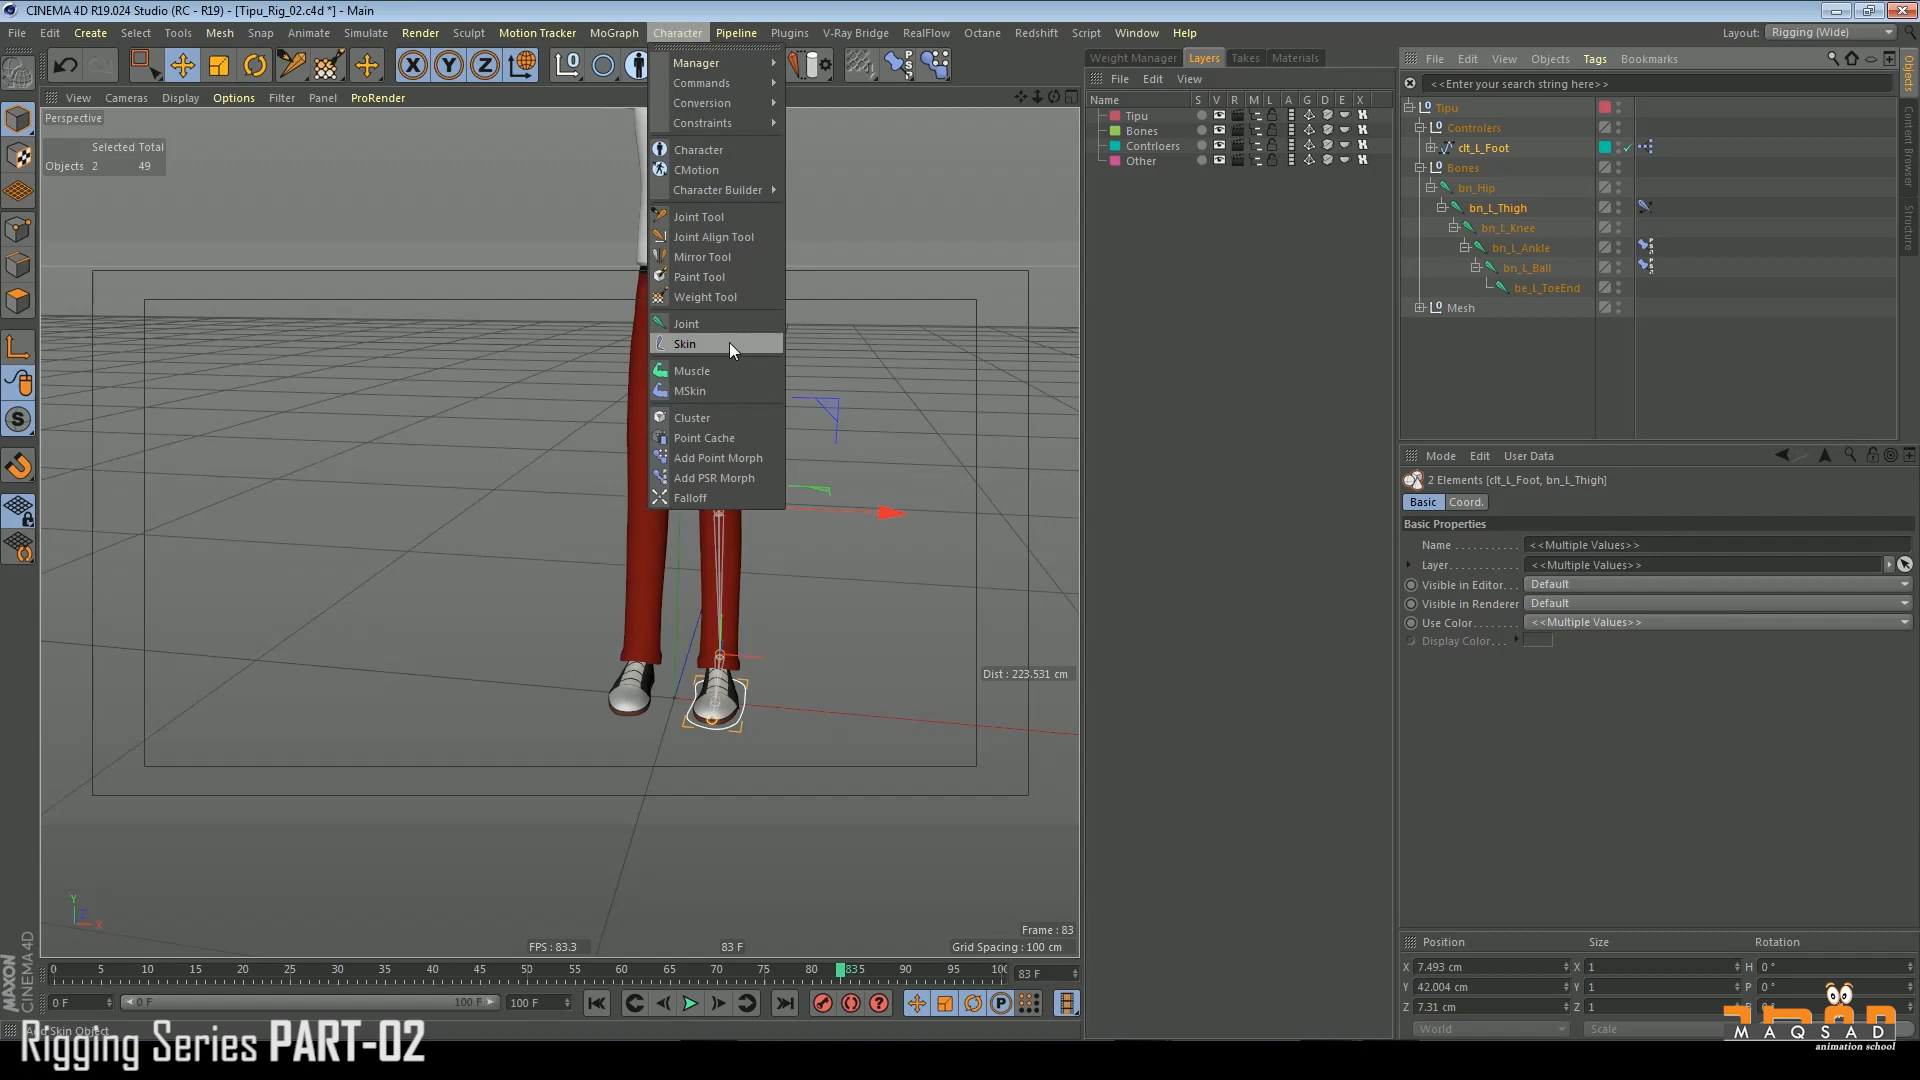 CINEMA 4D R19.024 Studio (RC - R19) - [Tipu_Rig_02.c4d *] - Main
File Edit Create Select Tools Mesh Snap Animate Simulate Render Sculpt Motion Tracker MoGraph Character Pipeline Plugins V-Ray Bridge RealFlow Octane Redshift Script Window Help
Layout: Rigging (Wide)
View Cameras Display Options Filter Panel ProRender
Perspective
Selected Total
Objects 2 49
Manager
Commands
Conversion
Constraints
Character
CMotion
Character Builder
Joint Tool
Joint Align Tool
Mirror Tool
Paint Tool
Weight Tool
Joint
Skin
Muscle
MSkin
Cluster
Point Cache
Add Point Morph
Add PSR Morph
Falloff
Dist : 223.531 cm
Y
Z
X
Frame : 83
FPS : 83.3
83 F
Grid Spacing : 100 cm
Weight Manager Layers Takes Materials
File Edit View
Name S V R M L A G D E X
Tipu
Bones
Contrloers
Other
File Edit View Objects Tags Bookmarks
<<Enter your search string here>>
Tipu
Controlers
clt_L_Foot
Bones
bn_Hip
bn_L_Thigh
bn_L_Knee
bn_L_Ankle
bn_L_Ball
be_L_ToeEnd
Mesh
Objects
Content Browser
Structure
Mode Edit User Data
2 Elements [clt_L_Foot, bn_L_Thigh]
Basic Coord.
Basic Properties
Name . . . . . . . . . . . <<Multiple Values>>
Layer. . . . . . . . . . . <<Multiple Values>>
Visible in Editor. . . Default
Visible in Renderer Default
Use Color. . . . . . . . <<Multiple Values>>
Display Color. . .
Position Size Rotation
X 7.493 cm X 1 H 0 °
Y 42.004 cm Y 1 0 °
Z 7.31 cm Z 1
World Scale
0 5 10 15 20 25 30 35 40 45 50 55 60 65 70 75 80 835 90 95 100
83 F
0 F 0 F 100 F 100 F
MAXON
CINEMA 4D
Add Skin Object
Rigging Series PART-02
MAQSAD
animation school